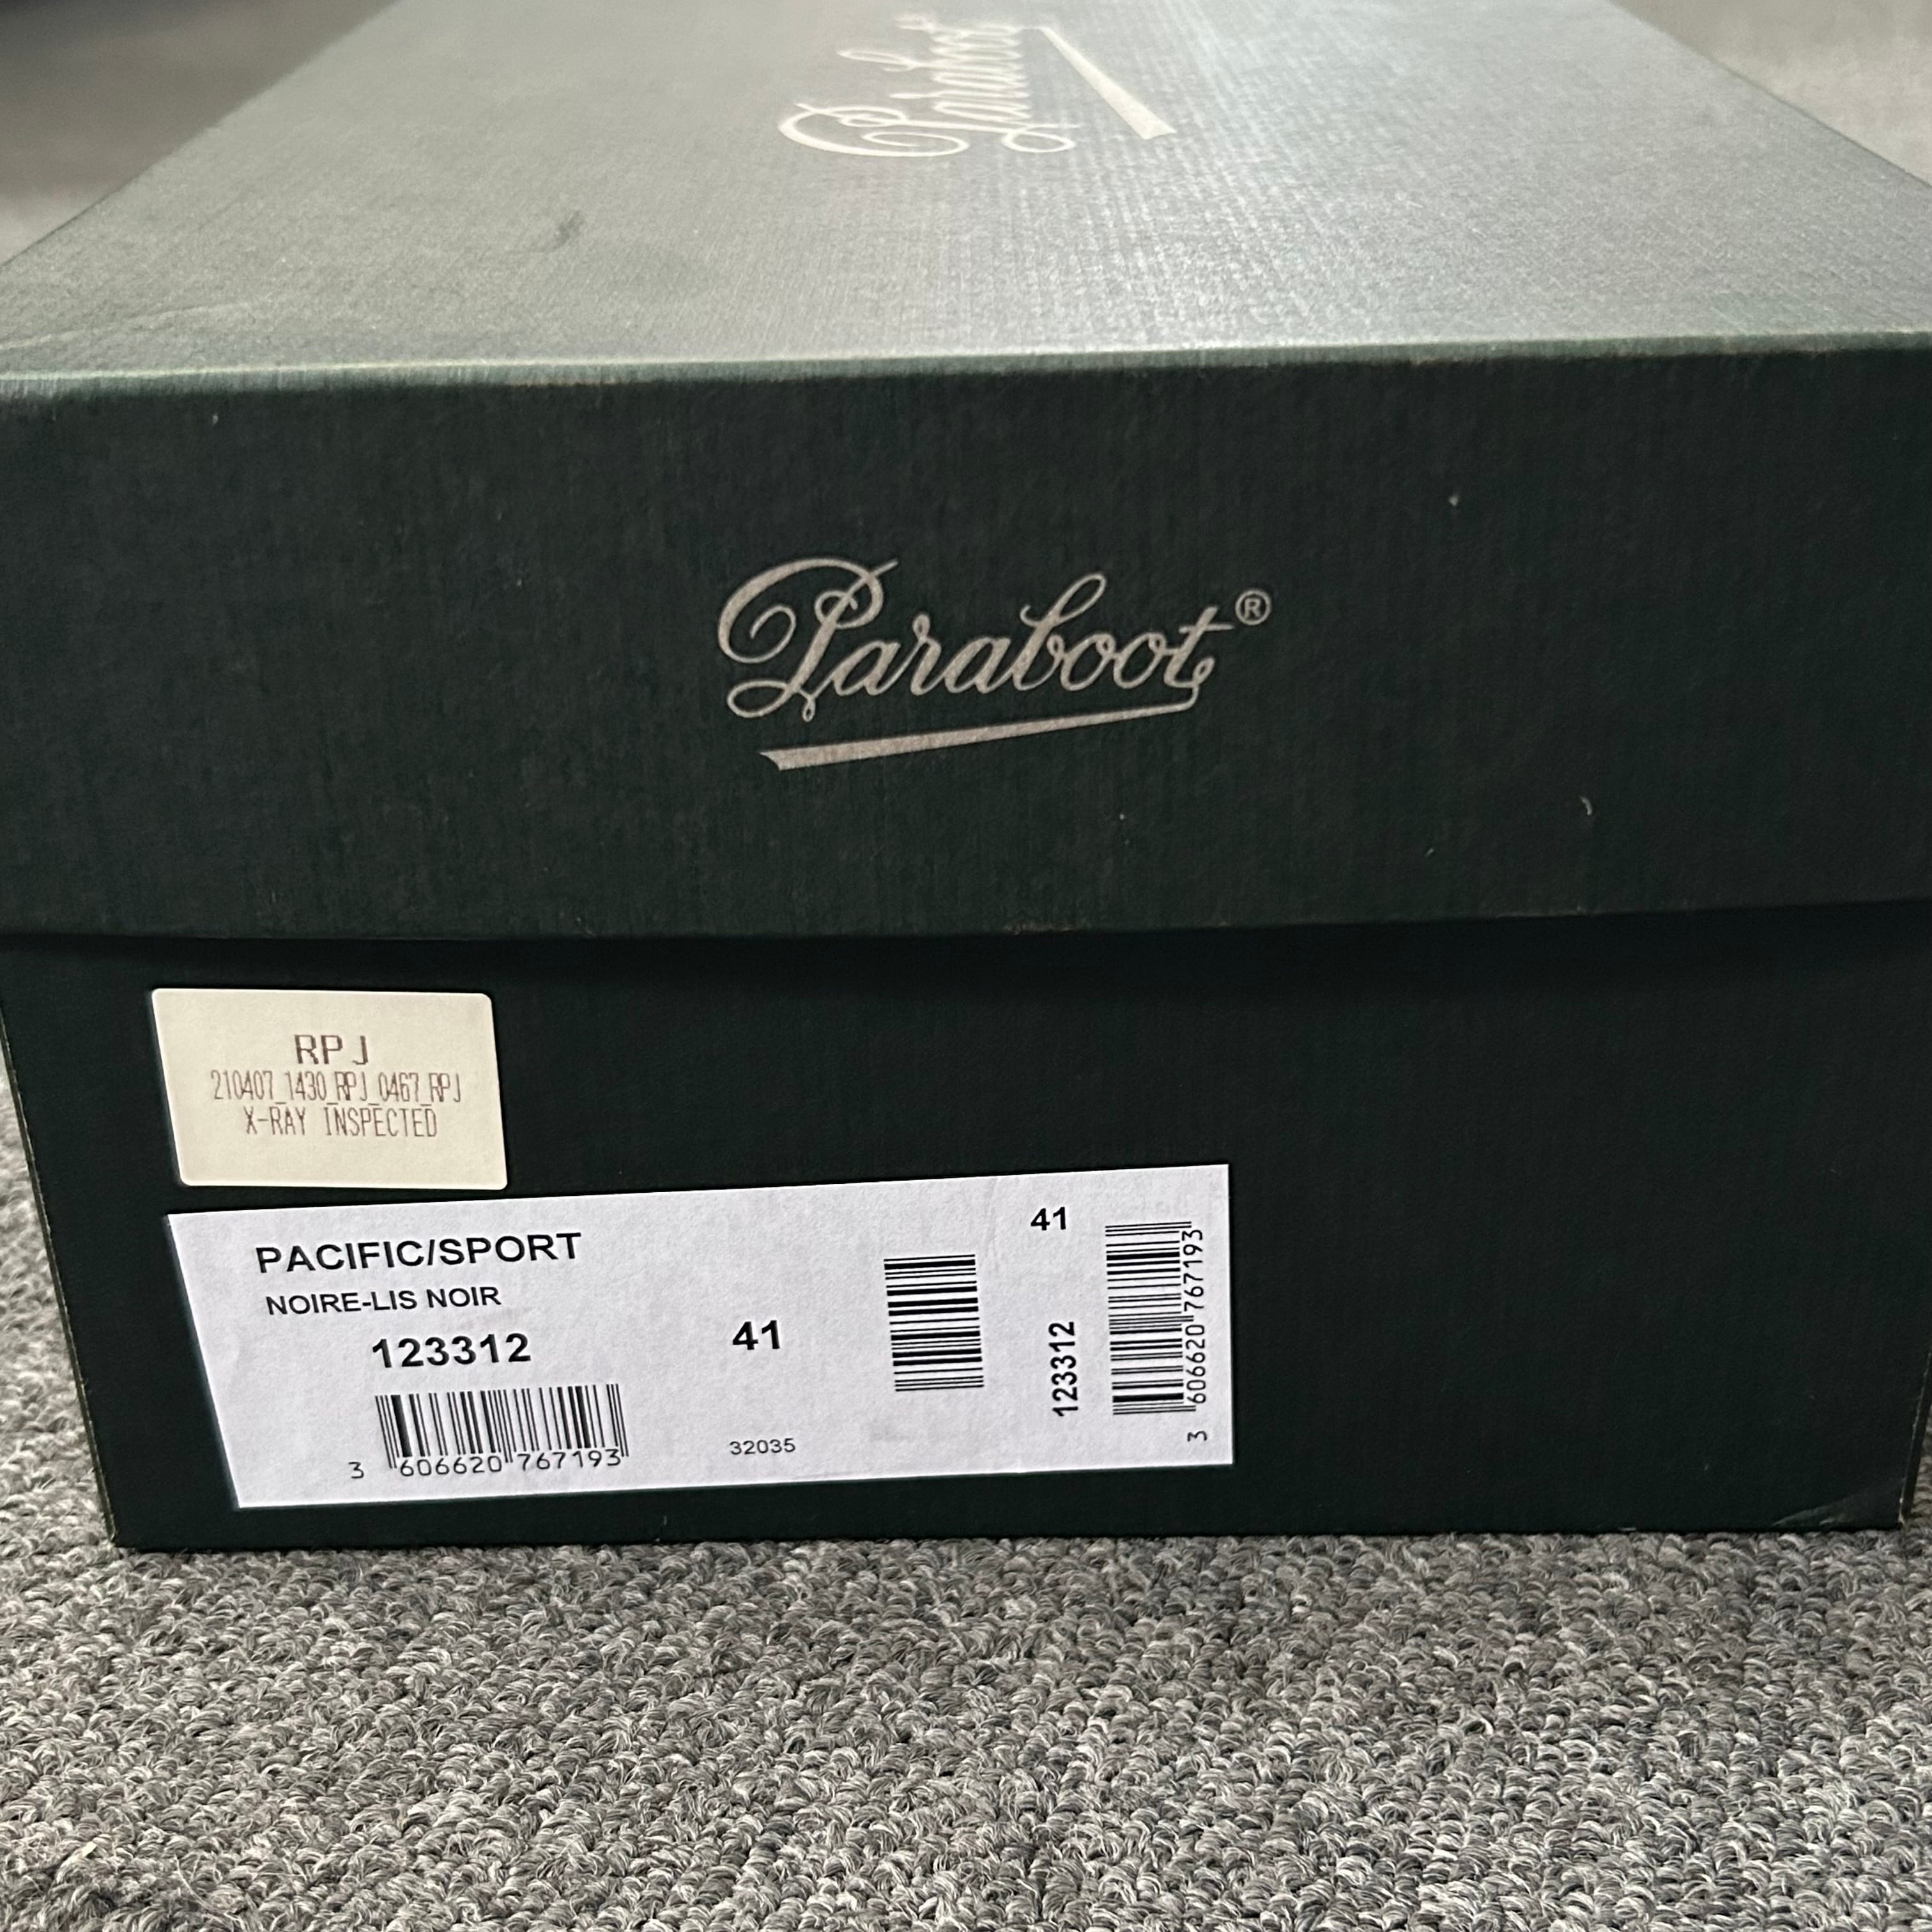 Paraboot
Paraboot®
RPJ
210407_1430_RPJ_0467_RPJ
X-RAY INSPECTED
PACIFIC/SPORT
NOIRE-LIS NOIR
123312
41
3 606620 767193
32035
41
123312
3 606620 767193